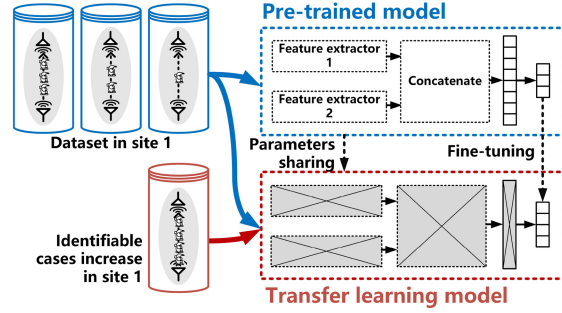 Pre-trained model
Feature extractor
1
Concatenate
Feature extractor
2
Dataset in site 1
Parameters
sharing
Fine-tuning
Identifiable
cases increase
in site 1
Transfer learning model